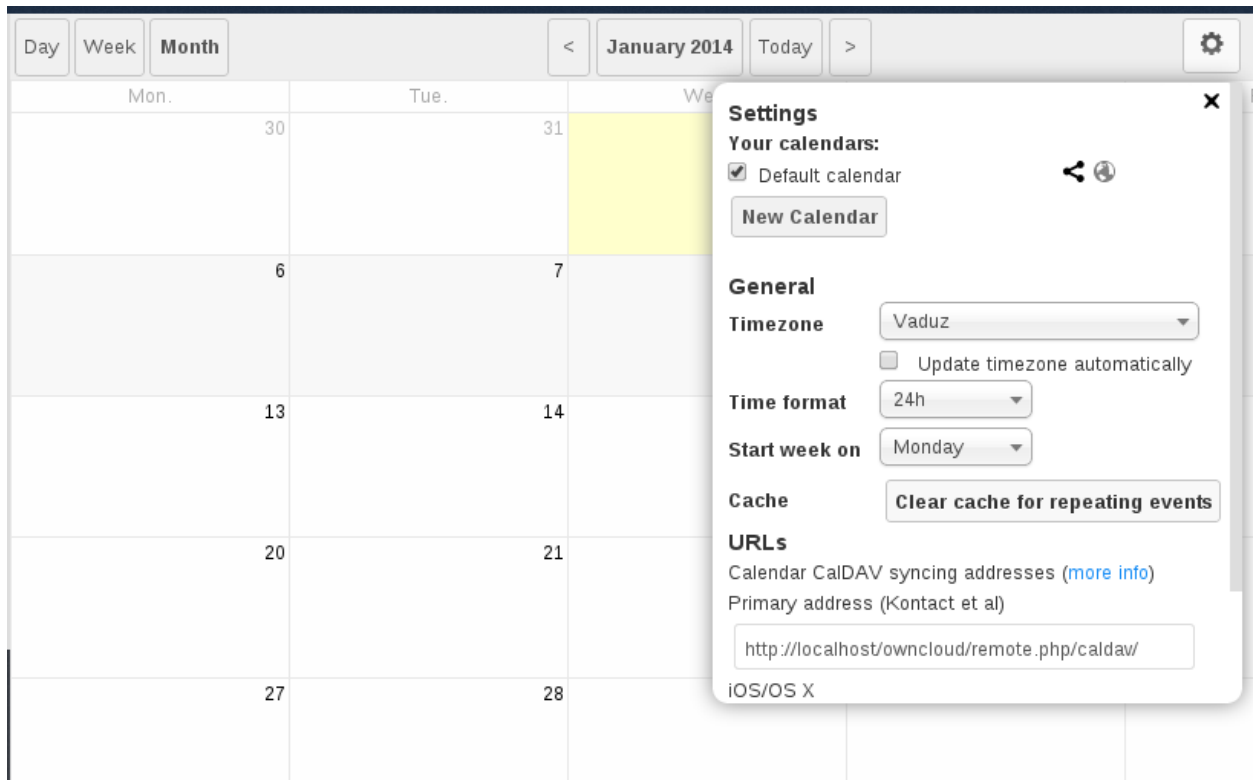 Day Week Month < January 2014 Today >
Mon. Tue. We
30 31
6 7
13 14
20 21
27 28
Settings
Your calendars:
Default calendar
New Calendar
General
Timezone Vaduz
Update timezone automatically
Time format 24h
Start week on Monday
Cache Clear cache for repeating events
URLs
Calendar CalDAV syncing addresses (more info)
Primary address (Kontact et al)
http://localhost/owncloud/remote.php/caldav/
iOS/OS X